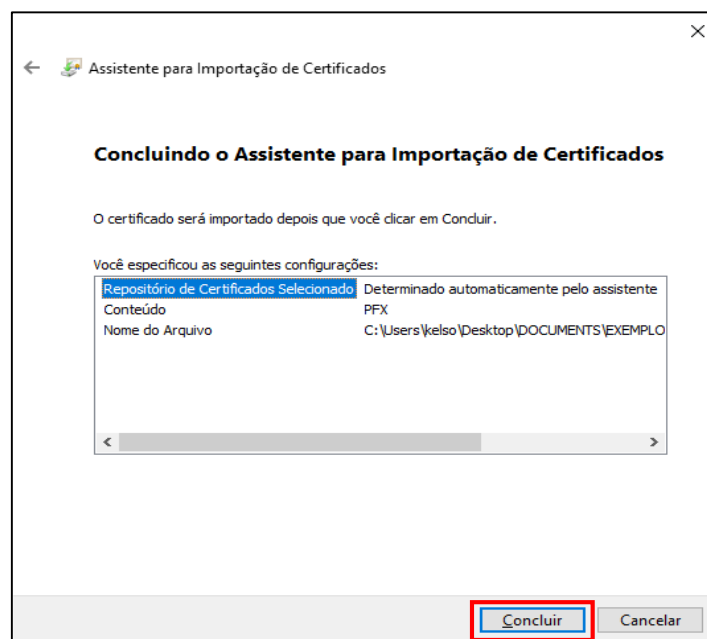 Assistente para Importação de Certificados
Concluindo o Assistente para Importação de Certificados
O certificado será importado depois que você clicar em Concluir.
Você especificou as seguintes configurações:
Repositório de Certificados Selecionado Determinado automaticamente pelo assistente
Conteúdo PFX
Nome do Arquivo C:\Users\kelso\Desktop\DOCUMENTS\EXEMPLO
Concluir Cancelar